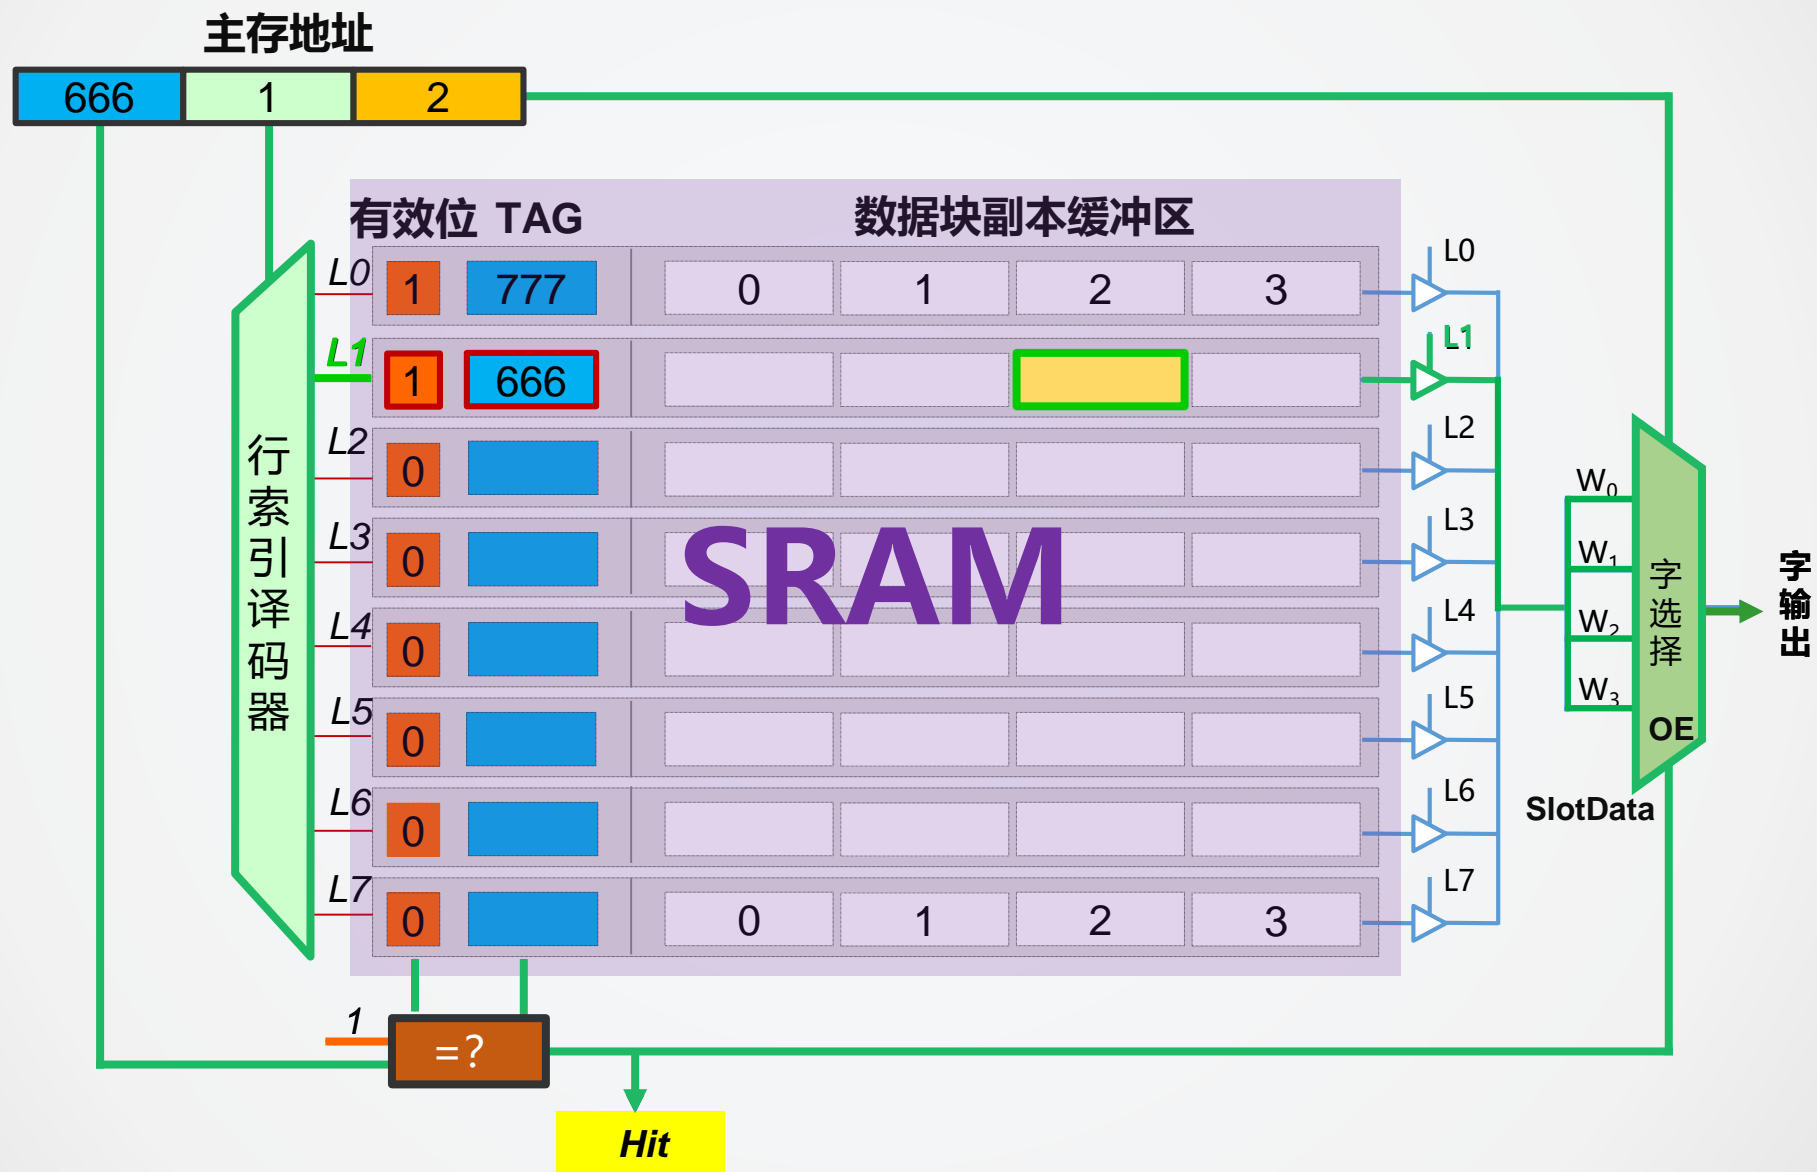 主存地址
666 1 2
有效位 TAG 数据块副本缓冲区
L0 1 777 0 1 2 3 L0
L1 1 666 L1
L2 0 L2
L3 0 L3
L4 0 L4
L5 0 L5
L6 0 L6
L7 0 0 1 2 3 L7
行索引译码器
SRAM
W0
W1
W2
W3
字选择
OE
SlotData
字输出
1
=?
Hit